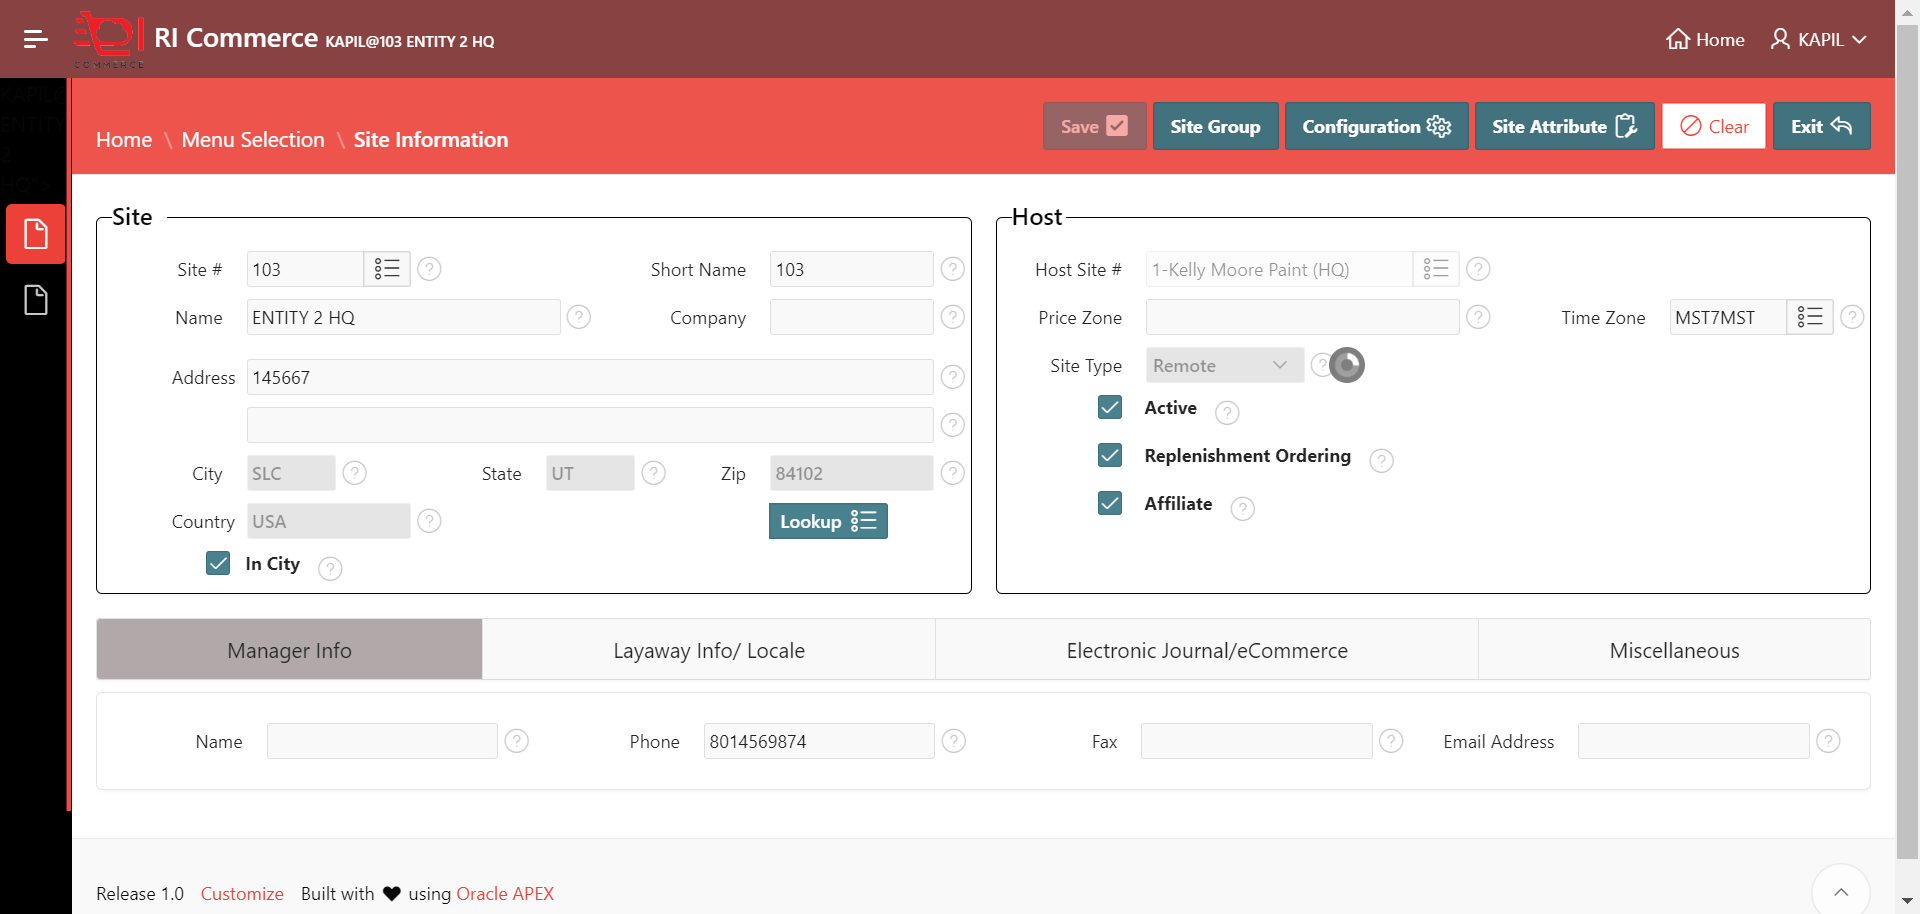 COMMERCE
RI Commerce KAPIL@103 ENTITY 2 HQ
Home KAPIL
KAPIL@
ENTITY
2
HQ">
Home \ Menu Selection \ Site Information
Save Site Group Configuration Site Attribute Clear Exit
Site
Site # 103 ? Short Name 103 ?
Name ENTITY 2 HQ ? Company ?
Address 145667 ?
?
City SLC ? State UT ? Zip 84102 ?
Country USA ? Lookup
In City ?
Host
Host Site # 1-Kelly Moore Paint (HQ) ?
Price Zone ? Time Zone MST7MST ?
Site Type Remote ?
Active ?
Replenishment Ordering ?
Affiliate ?
Manager Info Layaway Info/ Locale Electronic Journal/eCommerce Miscellaneous
Name ? Phone 8014569874 ? Fax ? Email Address ?
Release 1.0 Customize Built with ♥ using Oracle APEX